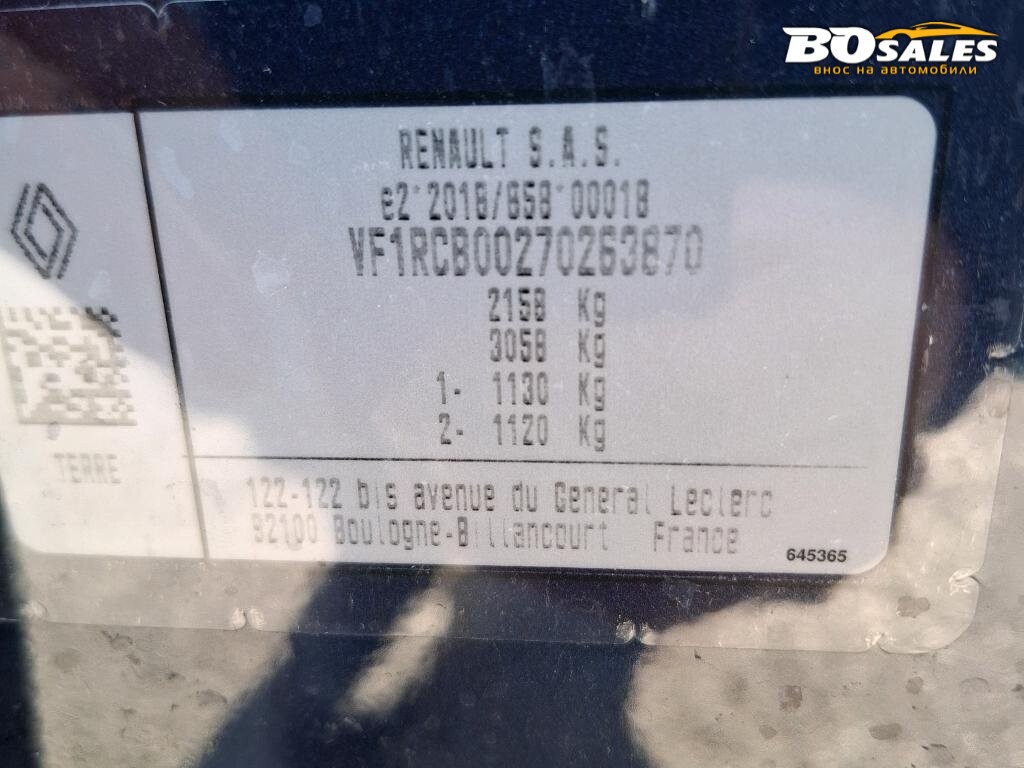 BOSALES
внос на автомобили
RENAULT S.A.S.
e2*2018/858*00018
VF1RCB00270263870
2158 Kg
3058 Kg
1- 1130 Kg
2- 1120 Kg
TERRE
122-122 bis avenue du General Leclerc
92100 Boulogne-Billancourt France
645365